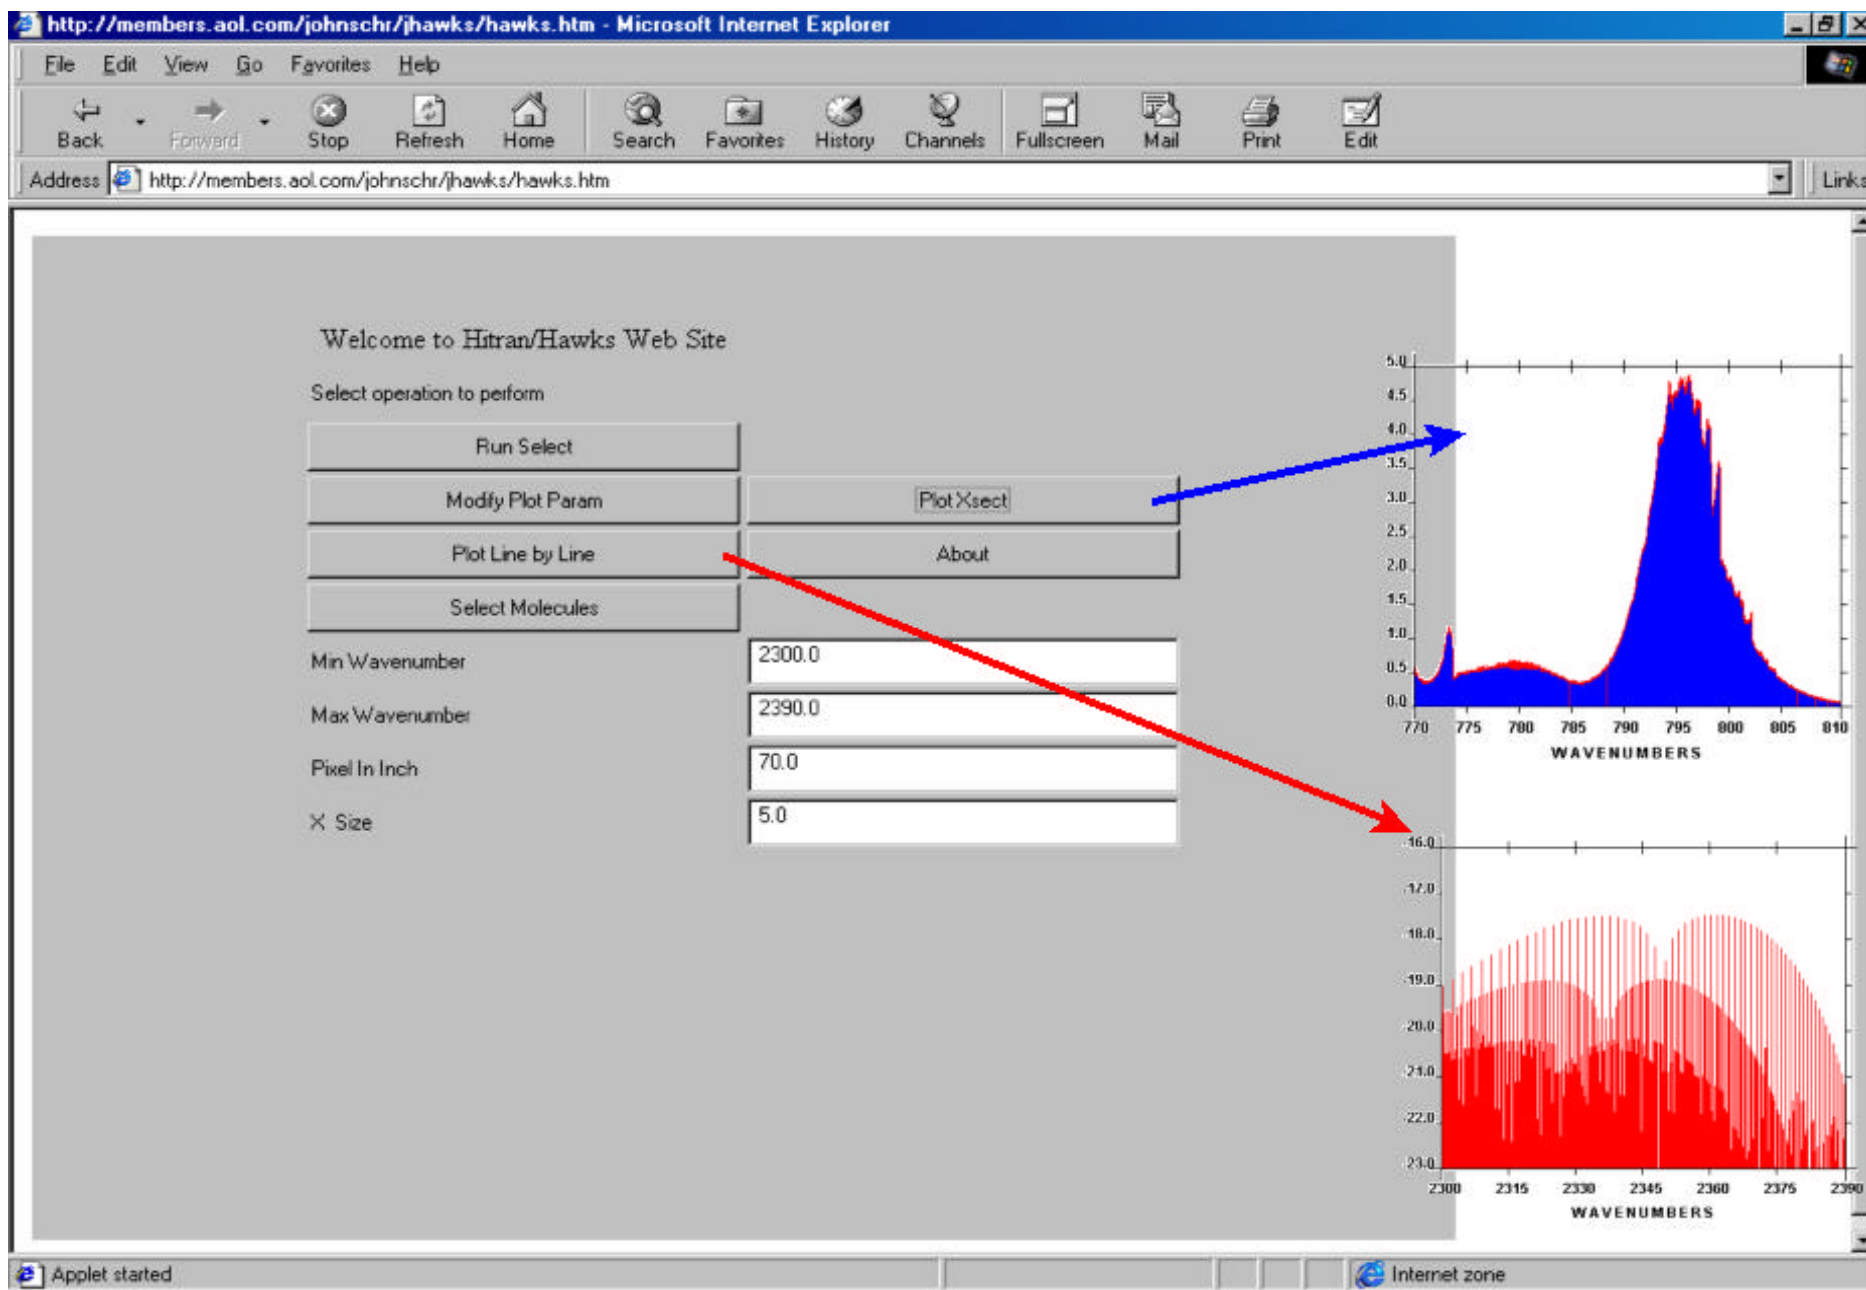 http://members.aol.com/johnschr/jhawks/hawks.htm - Microsoft Internet Explorer
File Edit View Go Favorites Help
Back Forward Stop Refresh Home Search Favorites History Channels Fullscreen Mail Print Edit
Address http://members.aol.com/johnschr/jhawks/hawks.htm Links
Welcome to Hitran/Hawks Web Site
Select operation to perform
Run Select
Modify Plot Param Plot Xsect
Plot Line by Line About
Select Molecules
Min Wavenumber 2300.0
Max Wavenumber 2390.0
Pixel In Inch 70.0
X Size 5.0
5.0
4.5
4.0
3.5
3.0
2.5
2.0
1.5
1.0
0.5
0.0
770 775 780 785 790 795 800 805 810
WAVENUMBERS
-16.0
-17.0
-18.0
-19.0
-20.0
-21.0
-22.0
-23.0
2300 2315 2330 2345 2360 2375 2390
WAVENUMBERS
Applet started Internet zone